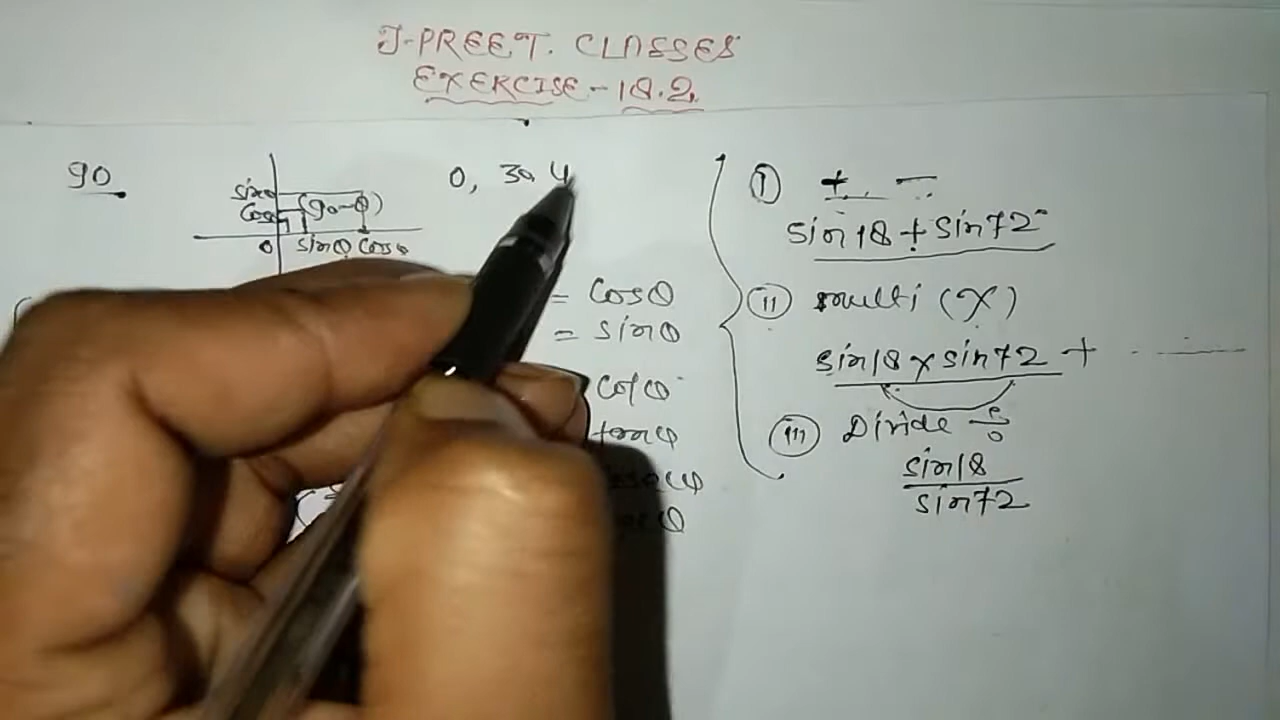 J-PREET. CLASSES
EXERCISE-18.2
90
sinθ
cosθ
(90-θ)
0 sinθ cosθ
0, 30, 4
= cosθ
= sinθ
cotθ
tanθ
θ
I + , -
sin18+sin72°
II multi (×)
sin18×sin72 +
III Divide
sin18
sin72